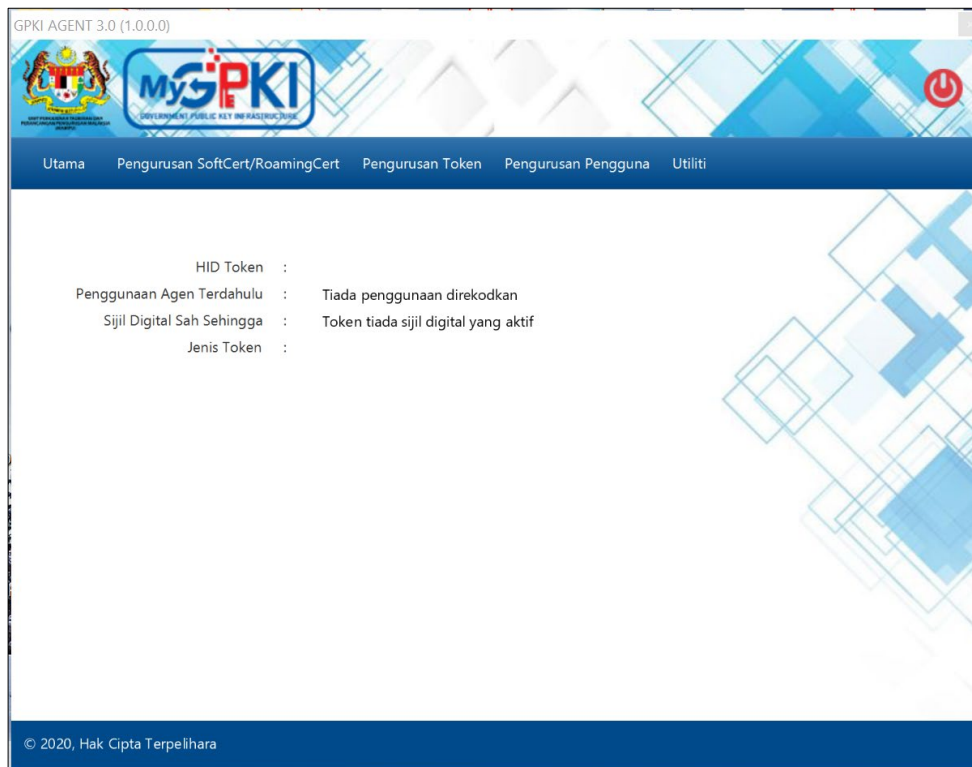 GPKI AGENT 3.0 (1.0.0.0)
MyGPKI
GOVERNMENT PUBLIC KEY INFRASTRUCTURE
Utama Pengurusan SoftCert/RoamingCert Pengurusan Token Pengurusan Pengguna Utiliti
HID Token :
Penggunaan Agen Terdahulu : Tiada penggunaan direkodkan
Sijil Digital Sah Sehingga : Token tiada sijil digital yang aktif
Jenis Token :
© 2020, Hak Cipta Terpelihara